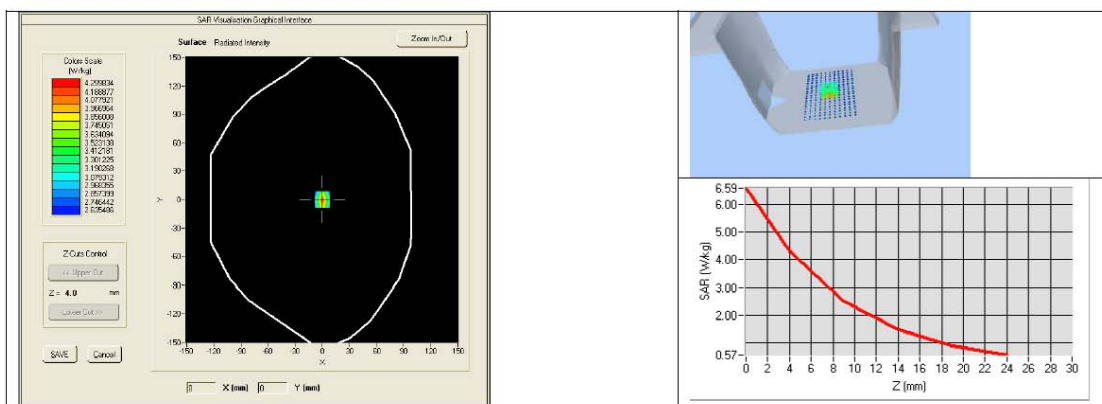 SAR Visualisation Graphical Interface
Surface Radiated Intensity
Zoom In/Out
Colors Scale
(W/kg)
4.299834
4.188877
4.077921
3.966964
3.856008
3.745051
3.634094
3.523138
3.412181
3.301225
3.190268
3.079312
2.968355
2.857399
2.746442
2.635486
150
120
90
60
30
0
-30
-60
-90
-120
-150
Y
-150 -120 -90 -60 -30 0 30 60 90 120 150
X
Z Cuts Control
<< Upper Cut
Z = 4.0 mm
Lower Cut >>
SAVE Cancel
0 X (mm) 0 Y (mm)
6.59
6.00
5.00
4.00
3.00
2.00
0.57
SAR (W/kg)
0 2 4 6 8 10 12 14 16 18 20 22 24 26 28 30
Z (mm)